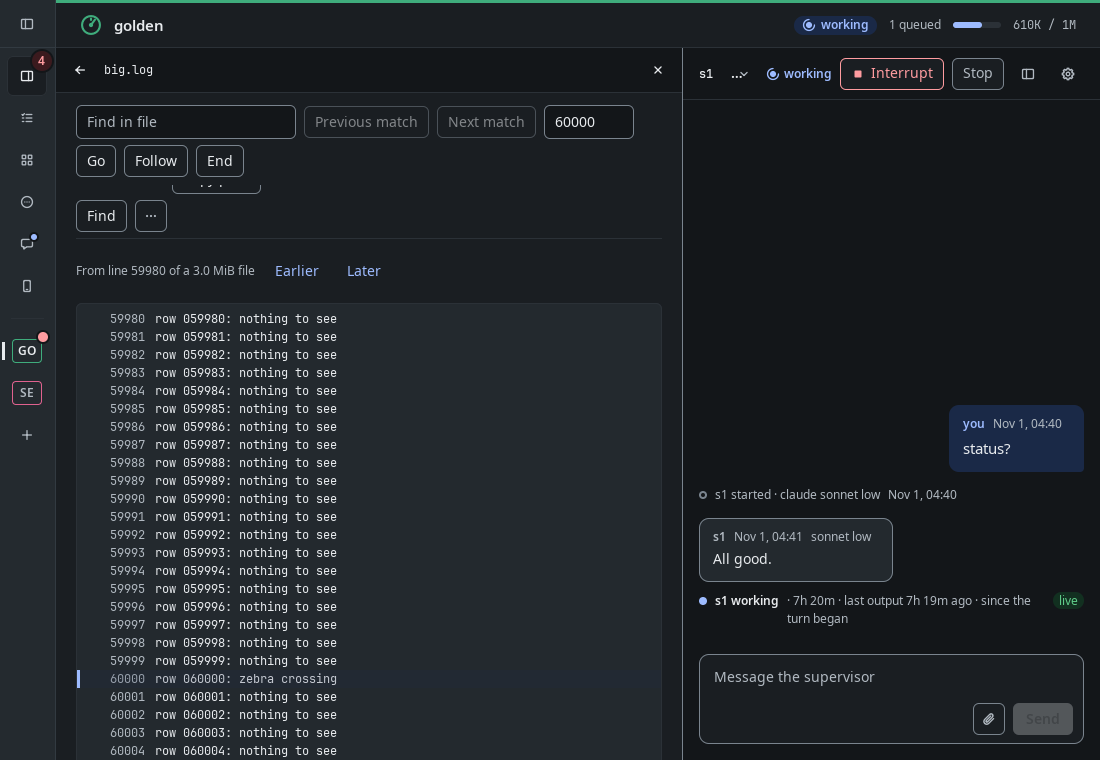 golden
working
1 queued
610K / 1M
4
big.log
s1
...
working
Interrupt
Stop
Find in file
Previous match
Next match
60000
Go
Follow
End
Find
...
From line 59980 of a 3.0 MiB file
Earlier
Later
59980 row 059980: nothing to see
59981 row 059981: nothing to see
59982 row 059982: nothing to see
59983 row 059983: nothing to see
59984 row 059984: nothing to see
59985 row 059985: nothing to see
59986 row 059986: nothing to see
59987 row 059987: nothing to see
59988 row 059988: nothing to see
59989 row 059989: nothing to see
59990 row 059990: nothing to see
59991 row 059991: nothing to see
59992 row 059992: nothing to see
59993 row 059993: nothing to see
59994 row 059994: nothing to see
59995 row 059995: nothing to see
59996 row 059996: nothing to see
59997 row 059997: nothing to see
59998 row 059998: nothing to see
59999 row 059999: nothing to see
60000 row 060000: zebra crossing
60001 row 060001: nothing to see
60002 row 060002: nothing to see
60003 row 060003: nothing to see
60004 row 060004: nothing to see
GO
SE
you Nov 1, 04:40
status?
s1 started · claude sonnet low Nov 1, 04:40
s1 Nov 1, 04:41 sonnet low
All good.
s1 working · 7h 20m · last output 7h 19m ago · since the
turn began
live
Message the supervisor
Send